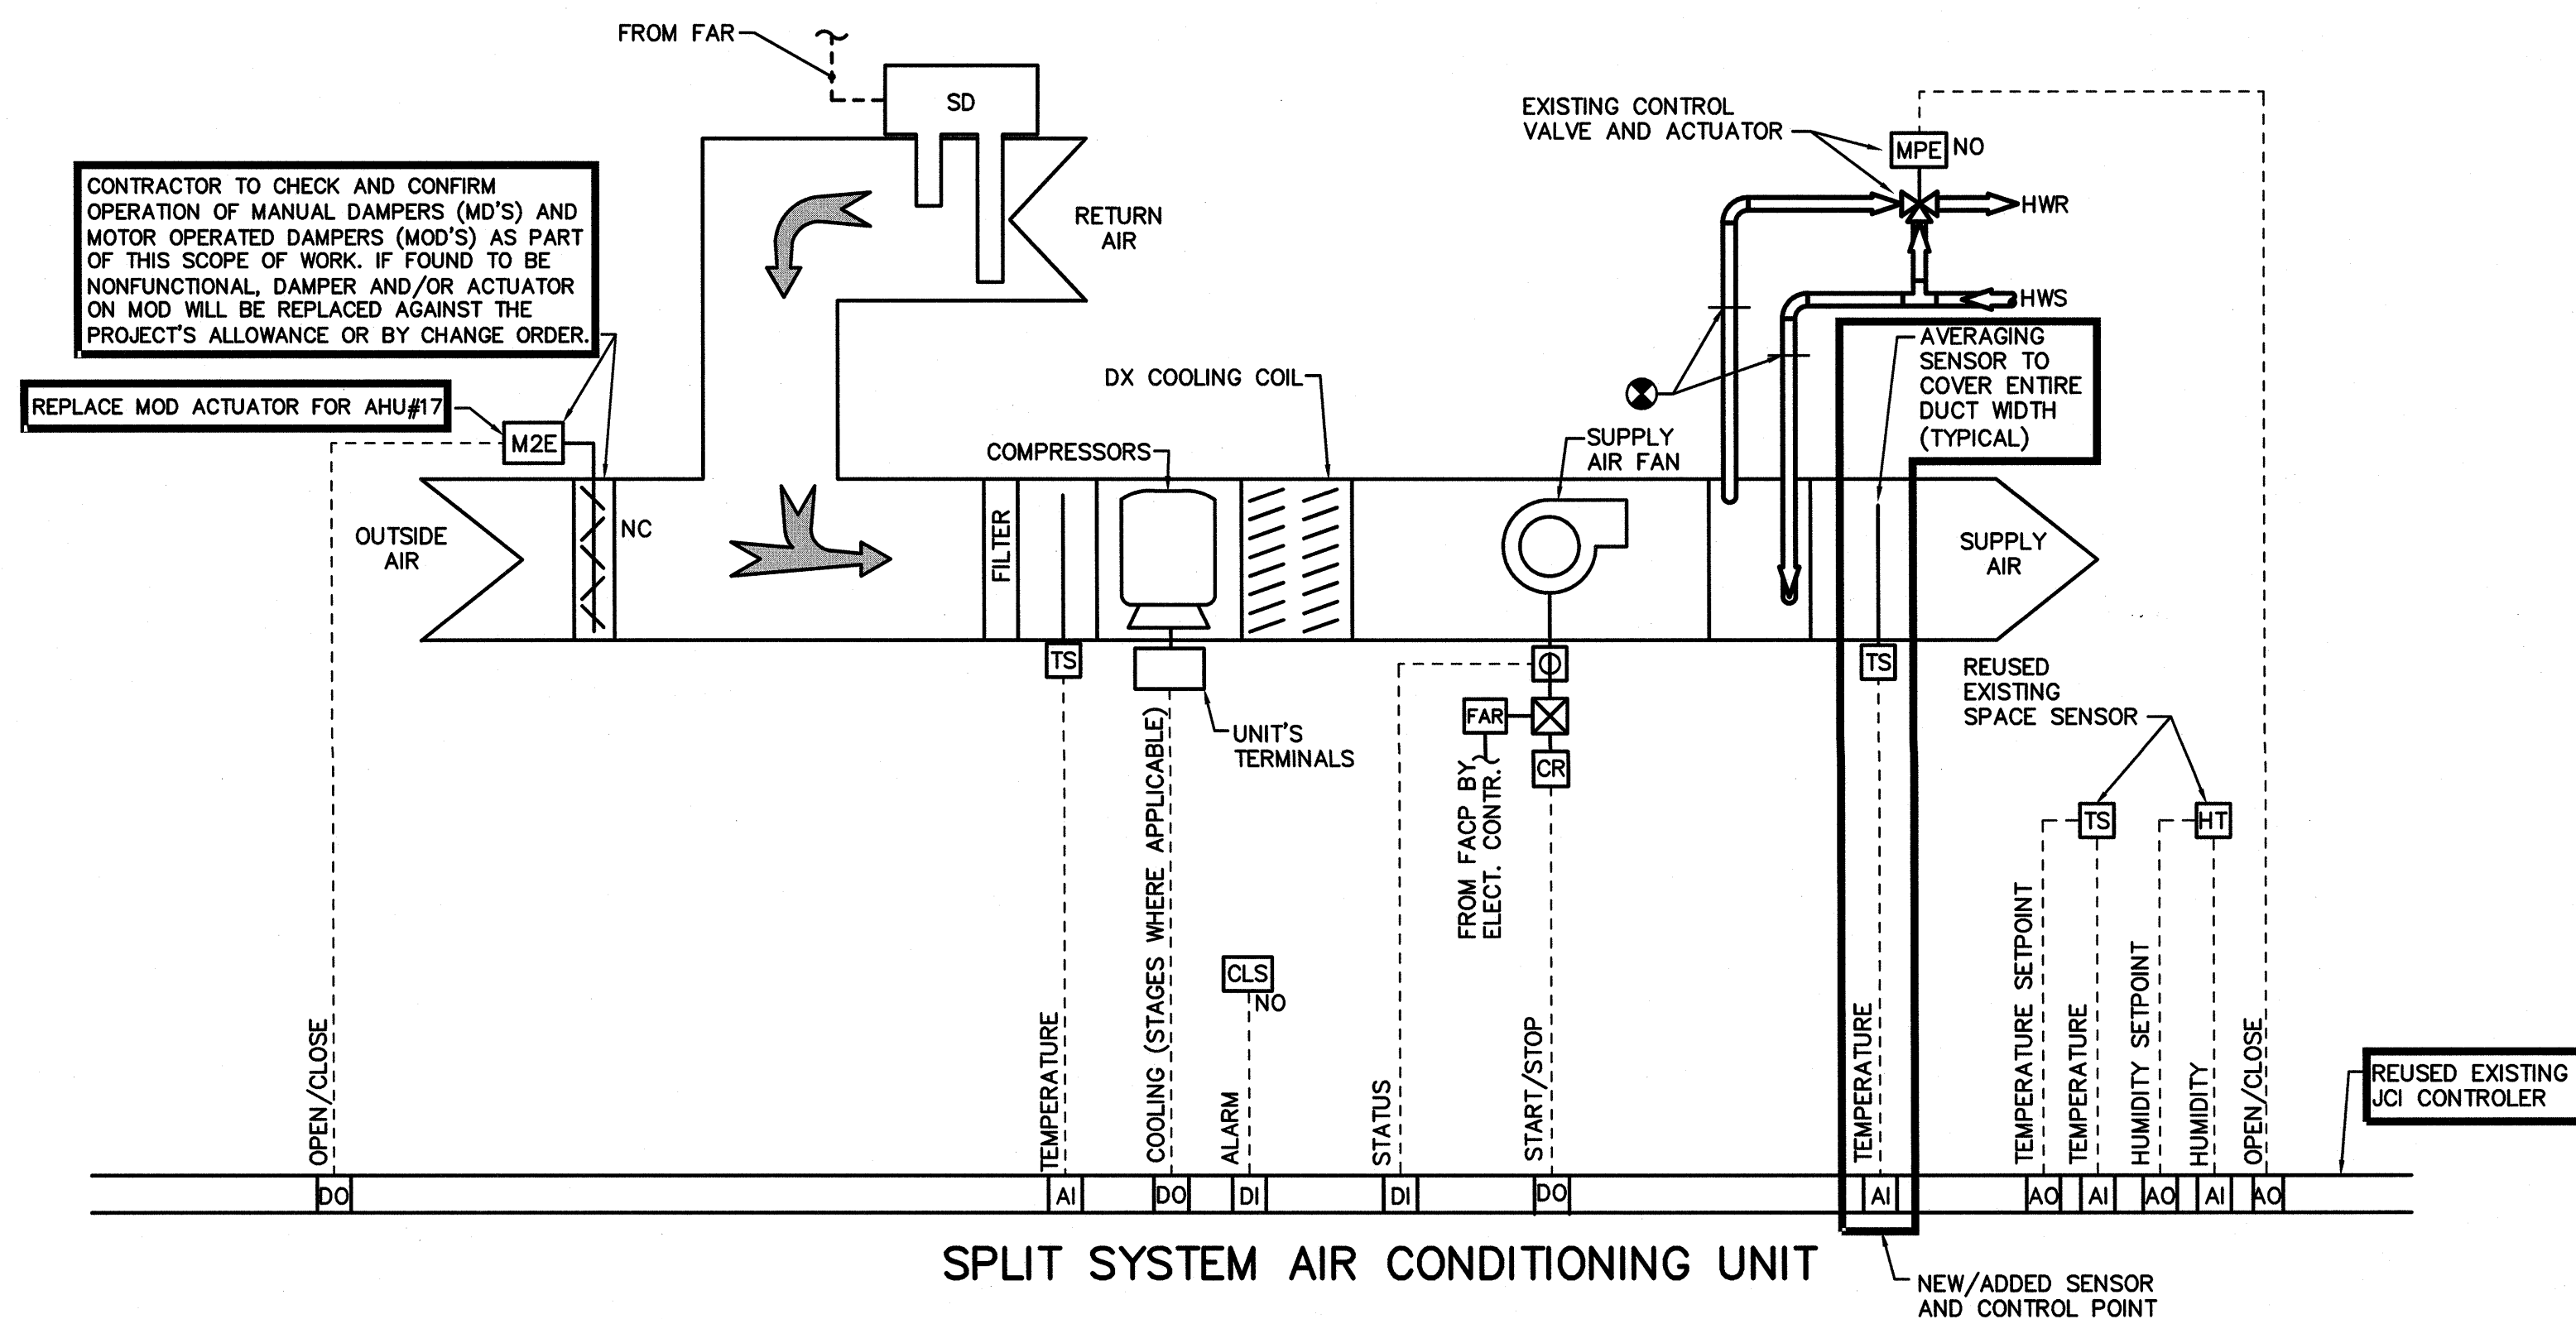 FROM FAR
SD
EXISTING CONTROL
VALVE AND ACTUATOR
MPE
NO
CONTRACTOR TO CHECK AND CONFIRM
OPERATION OF MANUAL DAMPERS (MD'S) AND
MOTOR OPERATED DAMPERS (MOD'S) AS PART
OF THIS SCOPE OF WORK. IF FOUND TO BE
NONFUNCTIONAL, DAMPER AND/OR ACTUATOR
ON MOD WILL BE REPLACED AGAINST THE
PROJECT'S ALLOWANCE OR BY CHANGE ORDER.
RETURN
AIR
HWR
HWS
AVERAGING
SENSOR TO
COVER ENTIRE
DUCT WIDTH
(TYPICAL)
DX COOLING COIL
REPLACE MOD ACTUATOR FOR AHU#17
M2E
COMPRESSORS
SUPPLY
AIR FAN
OUTSIDE
AIR
NC
FILTER
SUPPLY
AIR
TS
TS
REUSED
EXISTING
SPACE SENSOR
UNIT'S
TERMINALS
FAR
CR
FROM FACP BY
ELECT. CONTR.
TS
HT
CLS
NO
OPEN/CLOSE
TEMPERATURE
COOLING (STAGES WHERE APPLICABLE)
ALARM
STATUS
START/STOP
TEMPERATURE
TEMPERATURE SETPOINT
TEMPERATURE
HUMIDITY SETPOINT
HUMIDITY
OPEN/CLOSE
REUSED EXISTING
JCI CONTROLER
DO
AI
DO
DI
DI
DO
AI
AO
AI
AO
AI
AO
SPLIT SYSTEM AIR CONDITIONING UNIT
NEW/ADDED SENSOR
AND CONTROL POINT